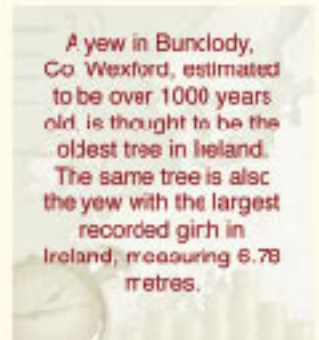 A yew in Bunclody,
Co Wexford, estimated
to be over 1000 years
old, is thought to be the
oldest tree in Ireland.
The same tree is also
the yew with the largest
recorded girth in
Ireland, measuring 6.78
metres.